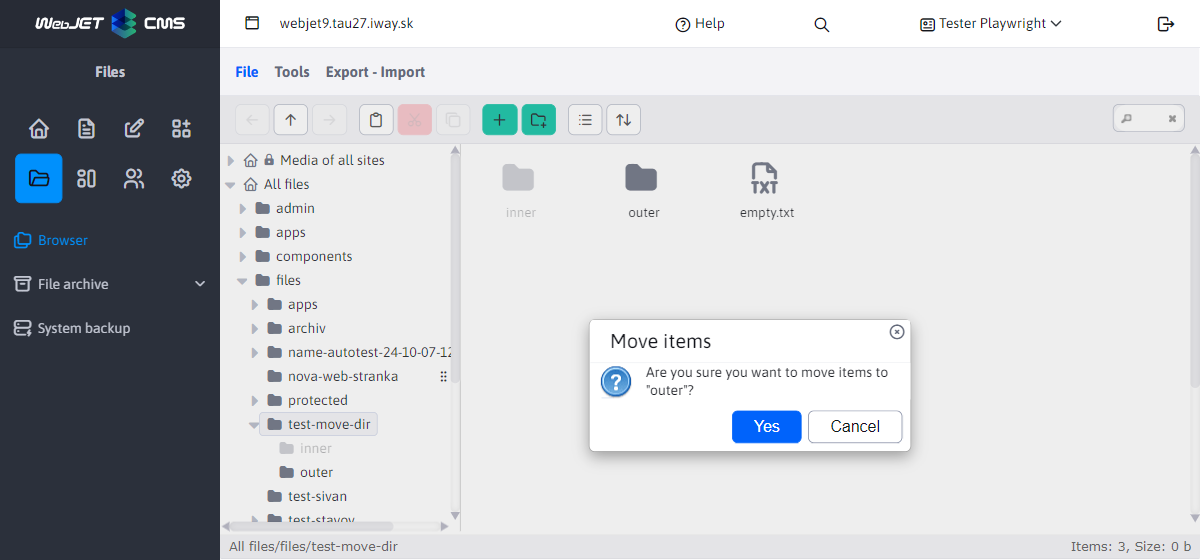 WebJET CMS
webjet9.tau27.iway.sk
Help
Tester Playwright
Files
File Tools Export - Import
Browser
File archive
System backup
Media of all sites
All files
admin
apps
components
files
apps
archiv
name-autotest-24-10-07-12
nova-web-stranka
protected
test-move-dir
inner
outer
test-sivan
test-stavov
inner
outer
TXT
empty.txt
Move items
Are you sure you want to move items to
"outer"?
Yes
Cancel
All files/files/test-move-dir
Items: 3, Size: 0 b